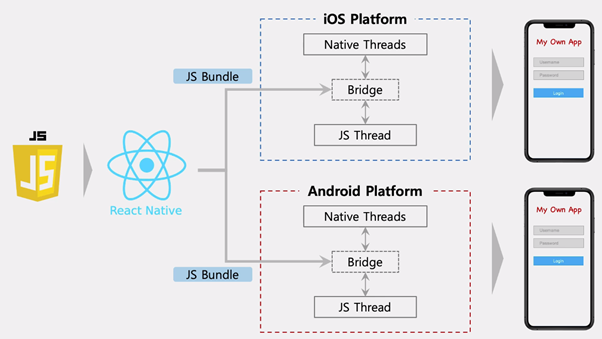 JS
JS
React Native
JS Bundle
iOS Platform
Native Threads
Bridge
JS Thread
My Own App
Username
Password
Login
JS Bundle
Android Platform
Native Threads
Bridge
JS Thread
My Own App
Username
Password
Login